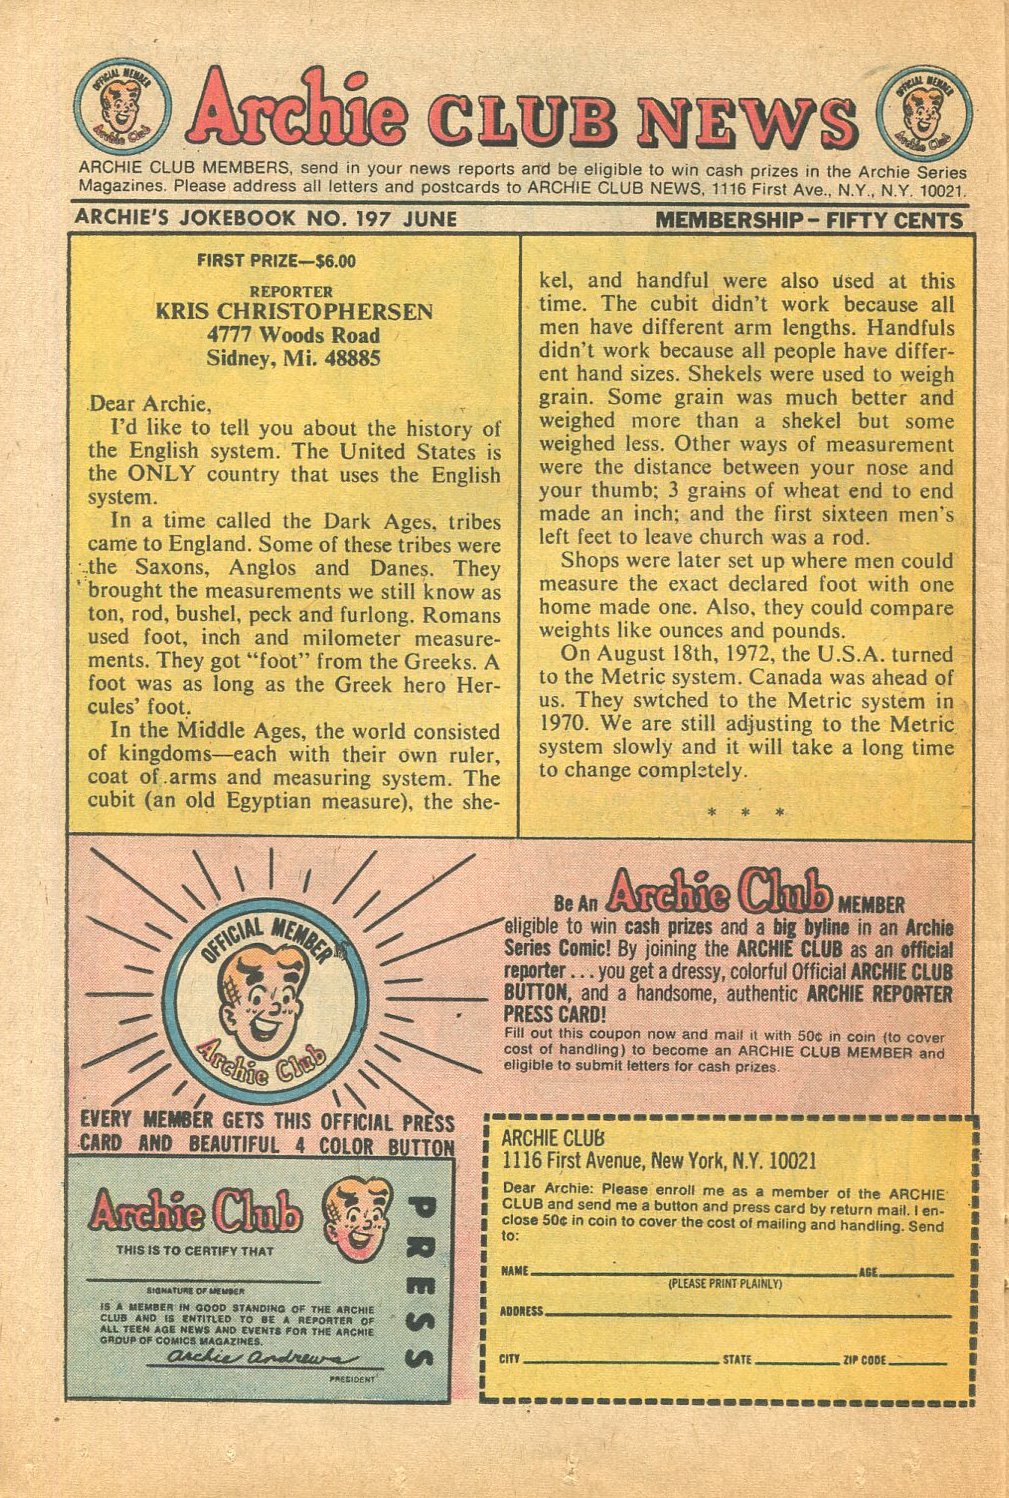 OFFICIAL MEMBER
Archie Club
Archie CLUB NEWS
OFFICIAL MEMBER
Archie Club
ARCHIE CLUB MEMBERS, send in your news reports and be eligible to win cash prizes in the Archie Series
Magazines. Please address all letters and postcards to ARCHIE CLUB NEWS, 1116 First Ave., N.Y., N.Y. 10021.
ARCHIE'S JOKEBOOK NO. 197 JUNE
MEMBERSHIP – FIFTY CENTS
FIRST PRIZE—$6.00
REPORTER
KRIS CHRISTOPHERSEN
4777 Woods Road
Sidney, Mi. 48885
Dear Archie,
I'd like to tell you about the history of
the English system. The United States is
the ONLY country that uses the English
system.
In a time called the Dark Ages, tribes
came to England. Some of these tribes were
the Saxons, Anglos and Danes. They
brought the measurements we still know as
ton, rod, bushel, peck and furlong. Romans
used foot, inch and milometer measure-
ments. They got "foot" from the Greeks. A
foot was as long as the Greek hero Her-
cules' foot.
In the Middle Ages, the world consisted
of kingdoms—each with their own ruler,
coat of arms and measuring system. The
cubit (an old Egyptian measure), the she-
kel, and handful were also used at this
time. The cubit didn't work because all
men have different arm lengths. Handfuls
didn't work because all people have differ-
ent hand sizes. Shekels were used to weigh
grain. Some grain was much better and
weighed more than a shekel but some
weighed less. Other ways of measurement
were the distance between your nose and
your thumb; 3 grains of wheat end to end
made an inch; and the first sixteen men's
left feet to leave church was a rod.
Shops were later set up where men could
measure the exact declared foot with one
home made one. Also, they could compare
weights like ounces and pounds.
On August 18th, 1972, the U.S.A. turned
to the Metric system. Canada was ahead of
us. They swtched to the Metric system in
1970. We are still adjusting to the Metric
system slowly and it will take a long time
to change completely.
* * *
OFFICIAL MEMBER
Archie Club
EVERY MEMBER GETS THIS OFFICIAL PRESS
CARD AND BEAUTIFUL 4 COLOR BUTTON
Archie Club
THIS IS TO CERTIFY THAT
SIGNATURE OF MEMBER
IS A MEMBER IN GOOD STANDING OF THE ARCHIE
CLUB AND IS ENTITLED TO BE A REPORTER OF
ALL TEEN AGE NEWS AND EVENTS FOR THE ARCHIE
GROUP OF COMICS MAGAZINES.
Archie Andrews
PRESIDENT
PRESS
Be An Archie Club MEMBER
eligible to win cash prizes and a big byline in an Archie
Series Comic! By joining the ARCHIE CLUB as an official
reporter . . . you get a dressy, colorful Official ARCHIE CLUB
BUTTON, and a handsome, authentic ARCHIE REPORTER
PRESS CARD!
Fill out this coupon now and mail it with 50¢ in coin (to cover
cost of handling) to become an ARCHIE CLUB MEMBER and
eligible to submit letters for cash prizes.
ARCHIE CLUB
1116 First Avenue, New York, N.Y. 10021
Dear Archie: Please enroll me as a member of the ARCHIE
CLUB and send me a button and press card by return mail. I en-
close 50¢ in coin to cover the cost of mailing and handling. Send
to:
NAME AGE
(PLEASE PRINT PLAINLY)
ADDRESS
CITY STATE ZIP CODE